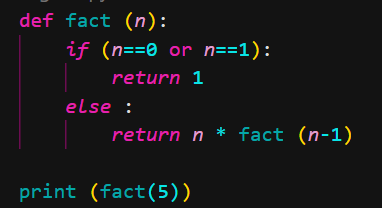 def fact (n):
    if (n==0 or n==1):
        return 1
    else :
        return n * fact (n-1)

print (fact(5))